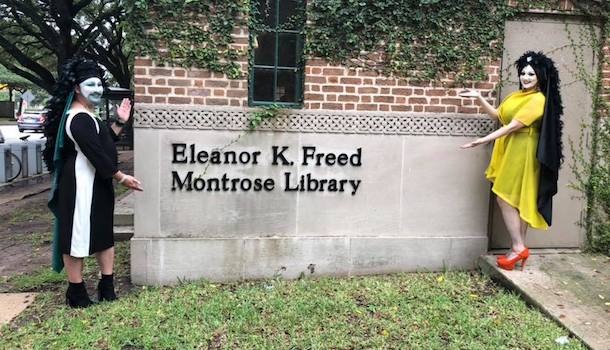 Eleanor K. Freed
Montrose Library